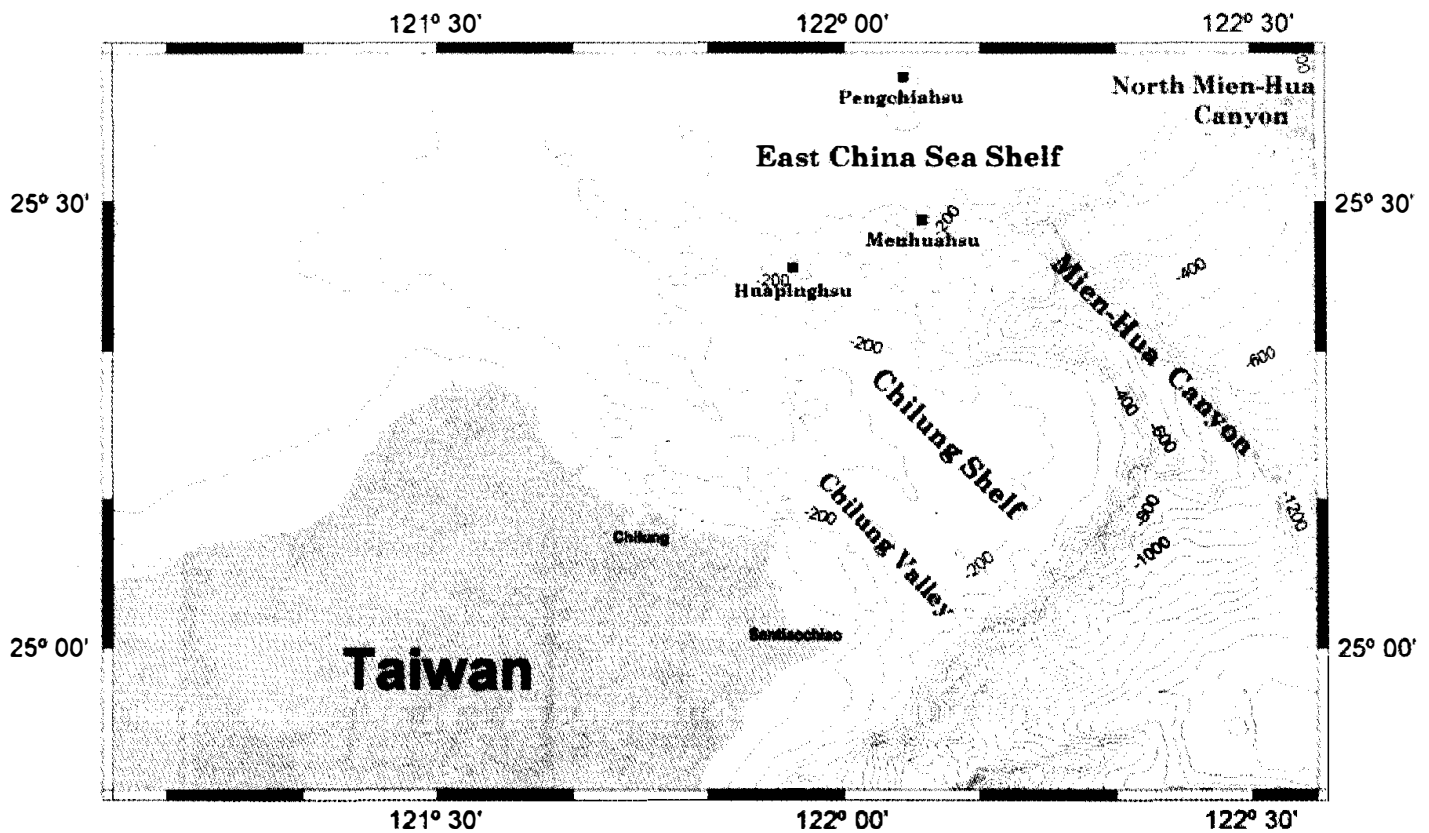 121° 30' 122° 00' 122° 30'
Pengchiahsu
North Mien-Hua
Canyon
East China Sea Shelf
25° 30' 25° 30'
-200
Menhuahsu
-200
Huapinghsu
-400
Mien-Hua Canyon
-200
-600
Chilung Shelf
-400
-600
Chilung Valley
-200
-800
-1200
Chilung
-1000
-200
Santiaochiao
25° 00' 25° 00'
Taiwan
121° 30' 122° 00' 122° 30'